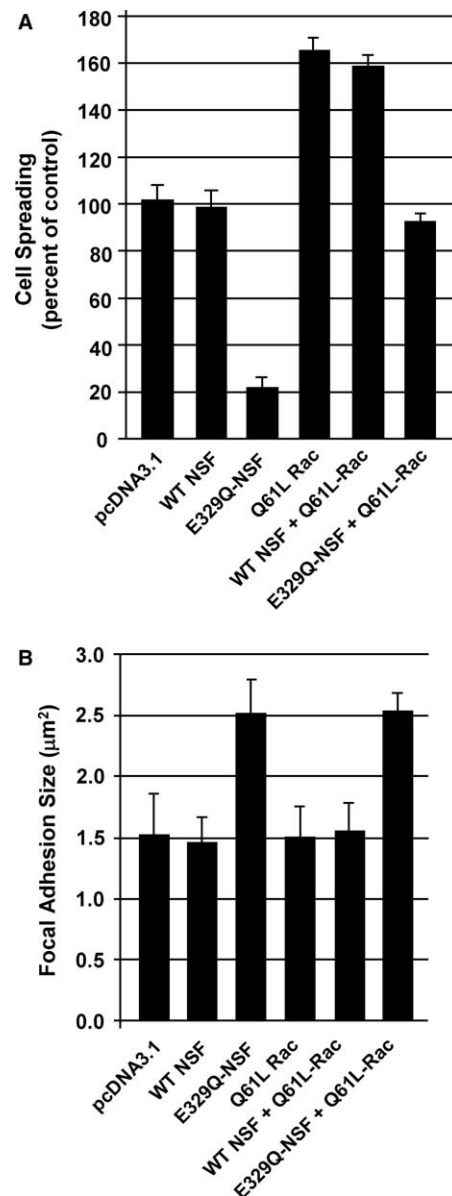 A
Cell Spreading
(percent of control)
180
160
140
120
100
80
60
40
20
0
pcDNA3.1
WT NSF
E329Q-NSF
Q61L Rac
WT NSF + Q61L-Rac
E329Q-NSF + Q61L-Rac
B
Focal Adhesion Size (μm²)
3.0
2.5
2.0
1.5
1.0
0.5
0.0
pcDNA3.1
WT NSF
E329Q-NSF
Q61L Rac
WT NSF + Q61L-Rac
E329Q-NSF + Q61L-Rac